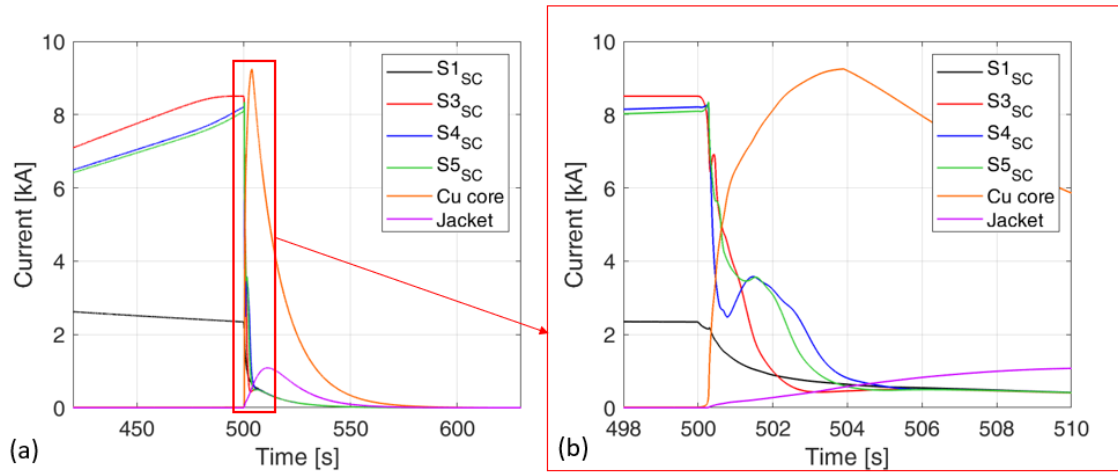 10
8
6
4
2
0
Current [kA]
450
500
550
600
Time [s]
S1SC
S3SC
S4SC
S5SC
Cu core
Jacket
(a)
10
8
6
4
2
0
Current [kA]
498
500
502
504
506
508
510
Time [s]
S1SC
S3SC
S4SC
S5SC
Cu core
Jacket
(b)